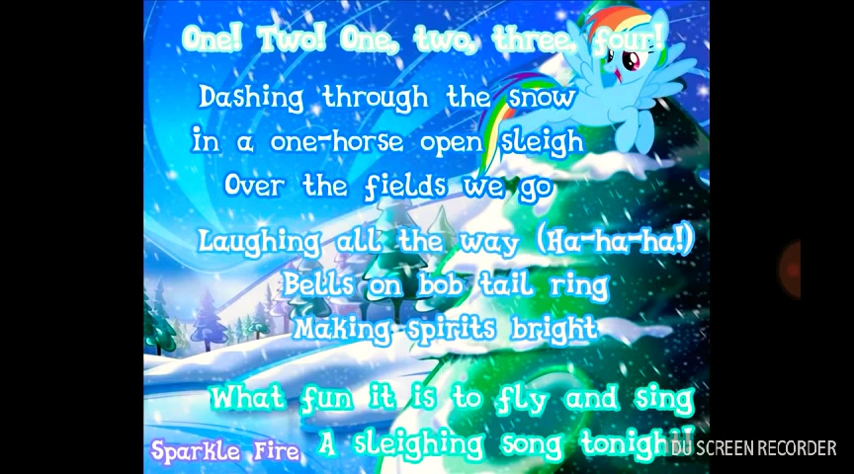 One! Two! One, two, three, four!
Dashing through the snow
in a one-horse open sleigh
Over the fields we go
Laughing all the way (Ha-ha-ha!)
Bells on bob tail ring
Making spirits bright
What fun it is to fly and sing
A sleighing song tonight!
Sparkle Fire
DU SCREEN RECORDER